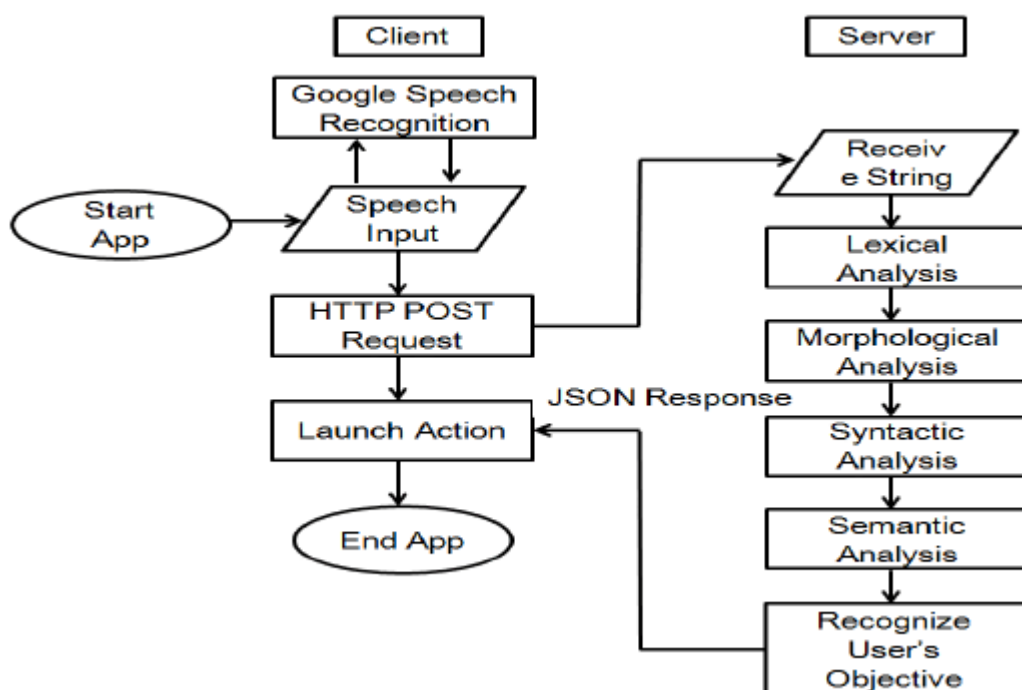 Client
Server
Google Speech
Recognition
Start
App
Speech
Input
Receiv
e String
Lexical
Analysis
HTTP POST
Request
Morphological
Analysis
JSON Response
Launch Action
Syntactic
Analysis
End App
Semantic
Analysis
Recognize
User's
Objective